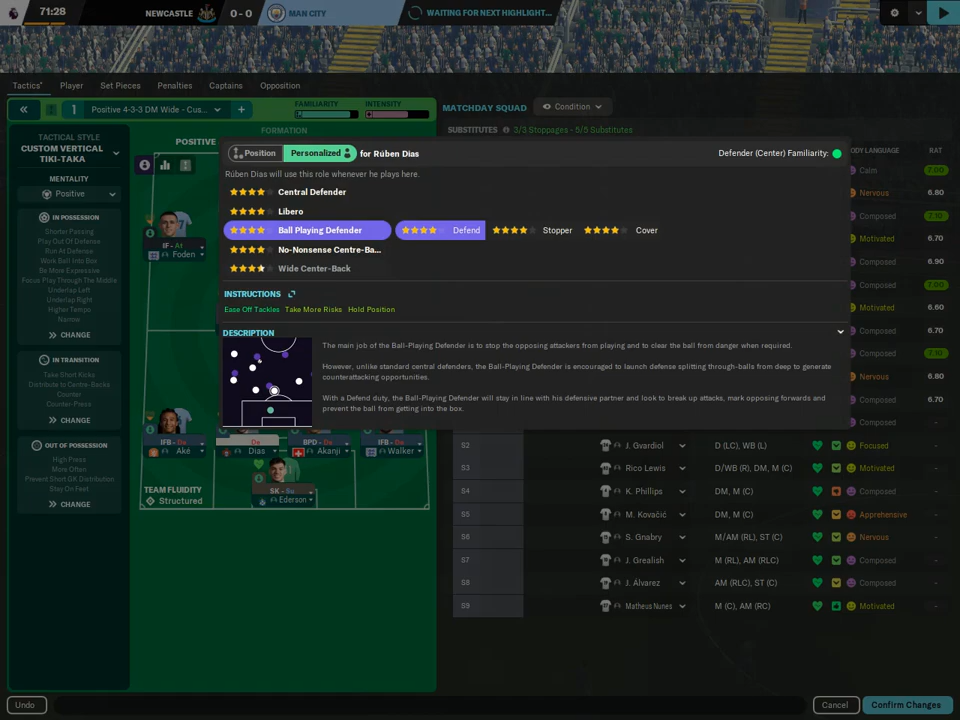 71:28 NEWCASTLE 0 - 0 MAN CITY WAITING FOR NEXT HIGHLIGHT...
Tactics* Player Set Pieces Penalties Captains Opposition
1 Positive 4-3-3 DM Wide - Cus...
FAMILIARITY INTENSITY
MATCHDAY SQUAD Condition
SUBSTITUTES 3/3 Stoppages - 5/5 Substitutes
TACTICAL STYLE
CUSTOM VERTICAL
TIKI-TAKA
MENTALITY
Positive
IN POSSESSION
Shorter Passing
Play Out Of Defense
Run At Defense
Work Ball Into Box
Be More Expressive
Focus Play Through The Middle
Underlap Left
Underlap Right
Higher Tempo
Narrow
CHANGE
IN TRANSITION
Take Short Kicks
Distribute to Centre-Backs
Counter
Counter-Press
CHANGE
OUT OF POSSESSION
High Press
More Often
Prevent Short GK Distribution
Stay On Feet
CHANGE
FORMATION
POSITIVE
IF - At
Foden
IFB - De
Aké
De
Dias
BPD - De
Akanji
IFB - De
Walker
SK - Su
Ederson
TEAM FLUIDITY
Structured
Position Personalized for Rúben Dias Defender (Center) Familiarity:
Rúben Dias will use this role whenever he plays here.
Central Defender
Libero
Ball Playing Defender Defend Stopper Cover
No-Nonsense Centre-Ba...
Wide Center-Back
INSTRUCTIONS
Ease Off Tackles Take More Risks Hold Position
DESCRIPTION
The main job of the Ball-Playing Defender is to stop the opposing attackers from playing and to clear the ball from danger when required.
However, unlike standard central defenders, the Ball-Playing Defender is encouraged to launch defense splitting through-balls from deep to generate
counterattacking opportunities.
With a Defend duty, the Ball-Playing Defender will stay in line with his defensive partner and look to break up attacks, mark opposing forwards and
prevent the ball from getting into the box.
ODY LANGUAGE RAT
Calm 7.00
Nervous 6.80
Composed 7.10
Motivated 6.70
Composed 6.90
Composed 7.00
Motivated 6.60
Composed 6.70
Composed 7.10
Nervous 6.80
Composed 6.70
Composed -
S2 J. Gvardiol D (LC), WB (L) Focused -
S3 Rico Lewis D/WB (R), DM, M (C) Motivated -
S4 K. Phillips DM, M (C) Composed -
S5 M. Kovačić DM, M (C) Apprehensive -
S6 S. Gnabry M/AM (RL), ST (C) Nervous -
S7 J. Grealish M (RL), AM (RLC) Composed -
S8 J. Álvarez AM (RLC), ST (C) Composed -
S9 Matheus Nunes M (C), AM (RC) Motivated -
Undo Cancel Confirm Changes